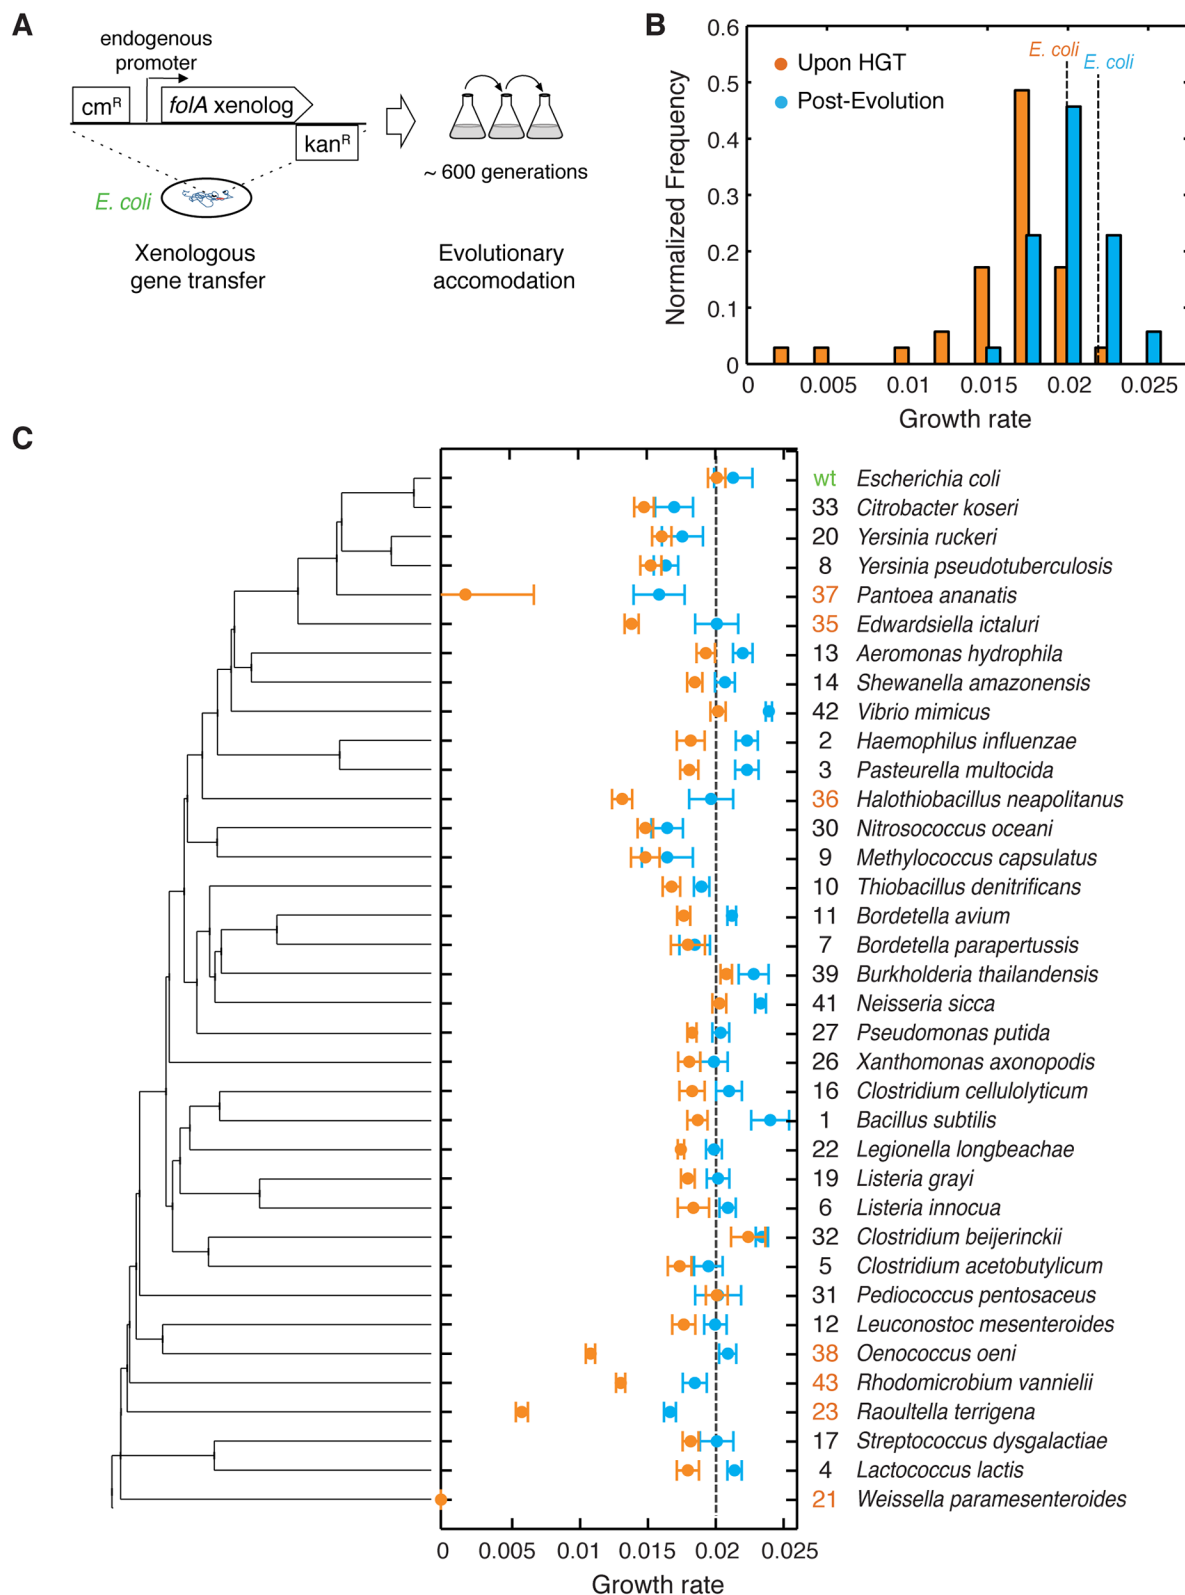 A
endogenous
promoter
cmR
folA xenolog
kanR
E. coli
~ 600 generations
Xenologous
gene transfer
Evolutionary
accomodation
B
0.6
0.5
0.4
0.3
0.2
0.1
0
Normalized Frequency
Upon HGT
Post-Evolution
E. coli
E. coli
0
0.005
0.01
0.015
0.02
0.025
Growth rate
C
wt Escherichia coli
33 Citrobacter koseri
20 Yersinia ruckeri
8 Yersinia pseudotuberculosis
37 Pantoea ananatis
35 Edwardsiella ictaluri
13 Aeromonas hydrophila
14 Shewanella amazonensis
42 Vibrio mimicus
2 Haemophilus influenzae
3 Pasteurella multocida
36 Halothiobacillus neapolitanus
30 Nitrosococcus oceani
9 Methylococcus capsulatus
10 Thiobacillus denitrificans
11 Bordetella avium
7 Bordetella parapertussis
39 Burkholderia thailandensis
41 Neisseria sicca
27 Pseudomonas putida
26 Xanthomonas axonopodis
16 Clostridium cellulolyticum
1 Bacillus subtilis
22 Legionella longbeachae
19 Listeria grayi
6 Listeria innocua
32 Clostridium beijerinckii
5 Clostridium acetobutylicum
31 Pediococcus pentosaceus
12 Leuconostoc mesenteroides
38 Oenococcus oeni
43 Rhodomicrobium vannielii
23 Raoultella terrigena
17 Streptococcus dysgalactiae
4 Lactococcus lactis
21 Weissella paramesenteroides
0 0.005 0.01 0.015 0.02 0.025
Growth rate